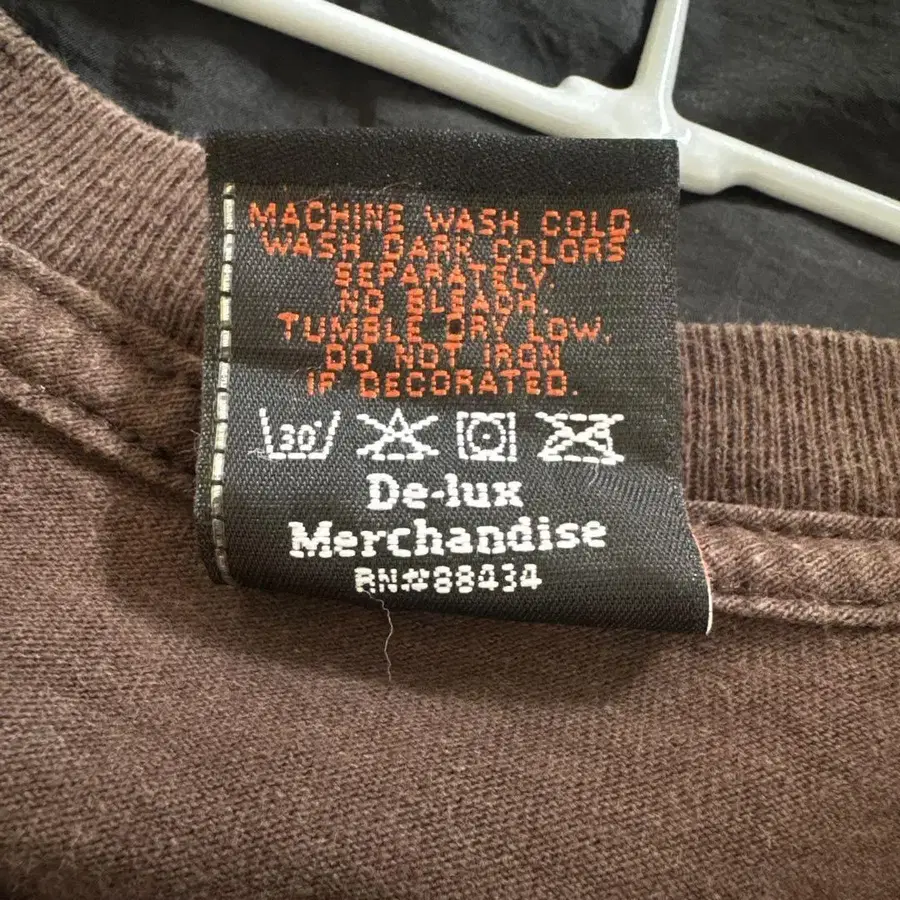 MACHINE WASH COLD.
WASH DARK COLORS
SEPARATELY.
NO BLEACH.
TUMBLE DRY LOW.
DO NOT IRON
IF DECORATED.
30°
De-lux
Merchandise
RN#88434